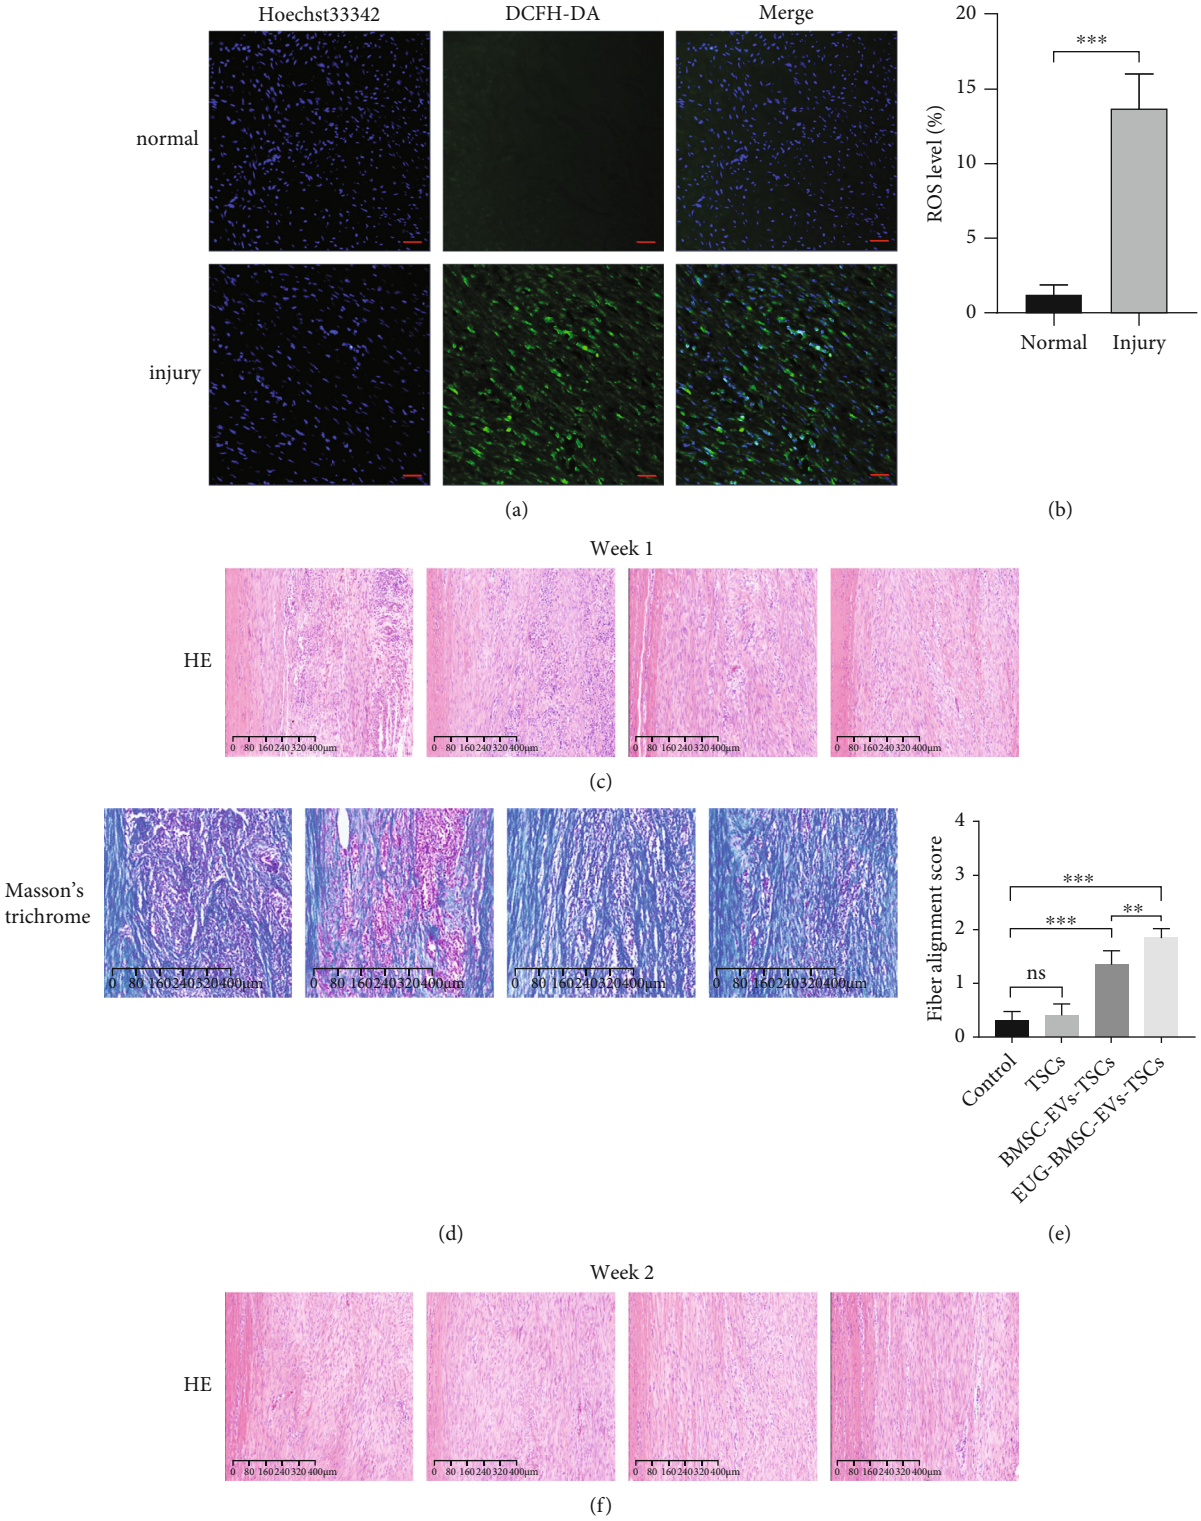 Hoechst33342 DCFH-DA Merge
normal
injury
(a)
20
15
10
5
0
ROS level (%)
***
Normal Injury
(b)
Week 1
HE
0 80 160 240 320 400μm
0 80 160 240 320 400μm
0 80 160 240 320 400μm
0 80 160 240 320 400μm
(c)
Masson's
trichrome
0 80 160 240 320 400μm
0 80 160 240 320 400μm
0 80 160 240 320 400μm
0 80 160 240 320 400μm
(d)
4
3
2
1
0
Fiber alignment score
***
***
**
ns
Control
TSCs
BMSC-EVs-TSCs
EUG-BMSC-EVs-TSCs
(e)
Week 2
HE
0 80 160 240 320 400μm
0 80 160 240 320 400μm
0 80 160 240 320 400μm
0 80 160 240 320 400μm
(f)